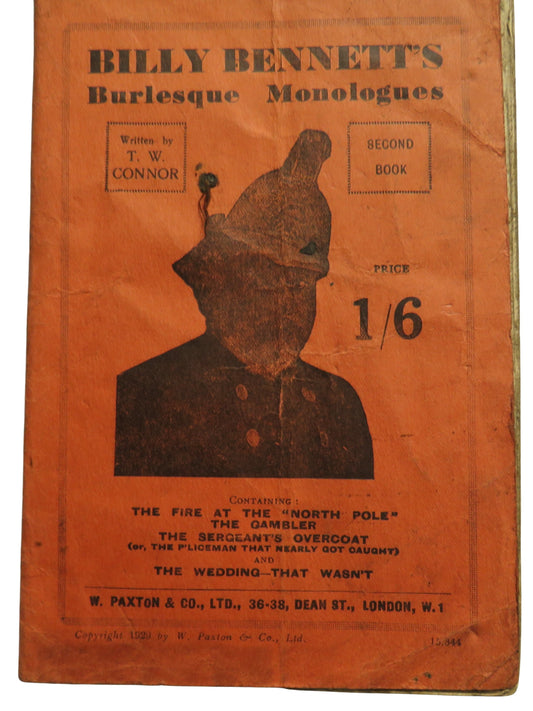 BILLY BENNETT'S
Burlesque Monologues
Written by
T. W.
CONNOR
SECOND
BOOK
PRICE
1/6
CONTAINING :
THE FIRE AT THE "NORTH POLE"
THE GAMBLER
THE SERGEANT'S OVERCOAT
(or, THE P'LICEMAN THAT NEARLY GOT CAUGHT)
AND
THE WEDDING—THAT WASN'T
W. PAXTON & CO., LTD., 36-38, DEAN ST., LONDON, W.1
Copyright 1929 by W. Paxton & Co., Ltd.
15,844